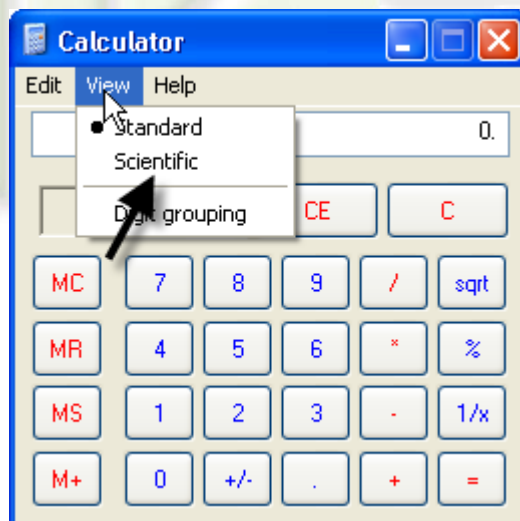 Calculator
Edit View Help
Standard
0.
Scientific
Digit grouping
CE C
MC 7 8 9 / sqrt
MR 4 5 6 * %
MS 1 2 3 - 1/x
M+ 0 +/- . + =